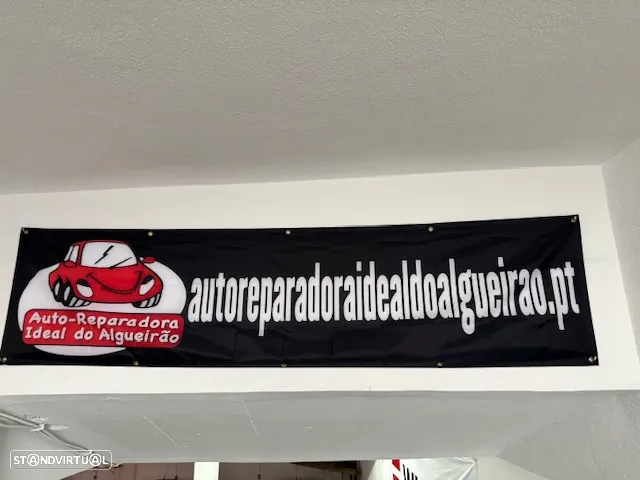 autoreparadoraidealdoalgueirao.pt
Auto-Reparadora
Ideal do Algueirão
STANDVIRTUAL